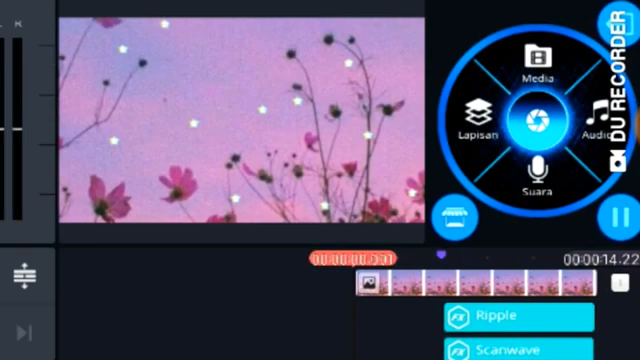 R
Media
Lapisan
Audio
Suara
DU RECORDER
00:00:14.22
Ripple
Scanwave